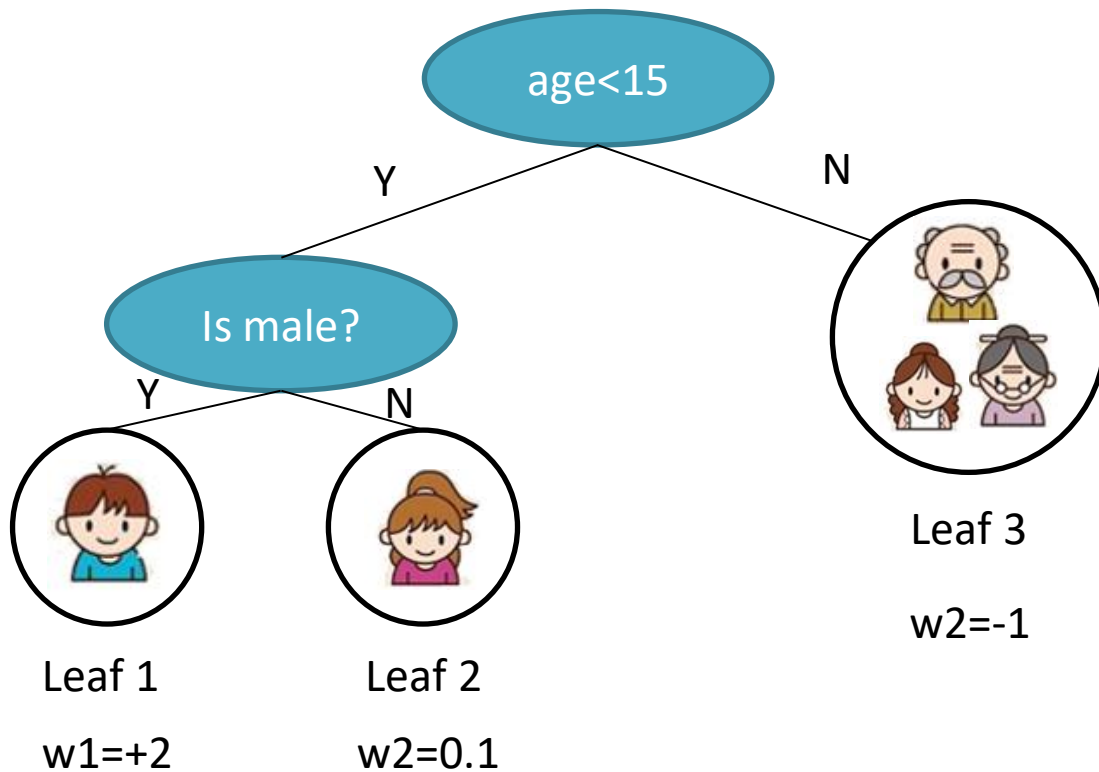 age<15
Y
N
Is male?
Y
N
Leaf 1
w1=+2
Leaf 2
w2=0.1
Leaf 3
w2=-1